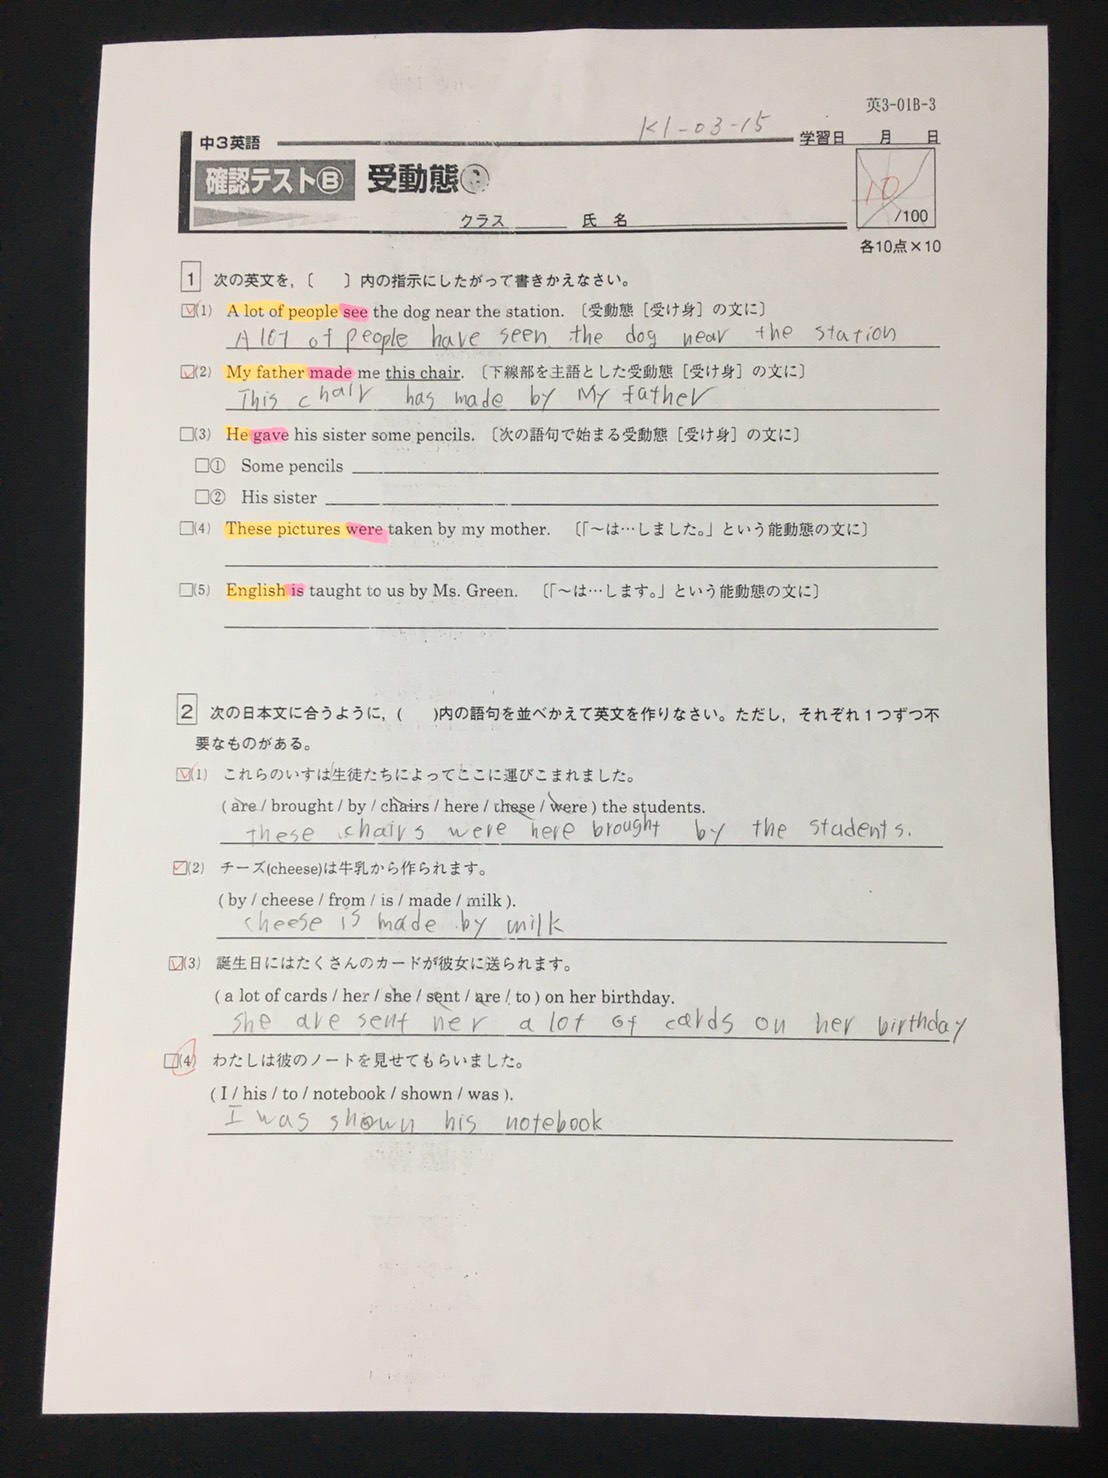 英3-01B-3
K1-03-15
中3英語
学習日 月 日
確認テストⒷ 受動態
10
/100
クラス 氏名
各10点×10
1 次の英文を,〔 〕内の指示にしたがって書きかえなさい。
(1) A lot of people see the dog near the station. 〔受動態［受け身］の文に〕
A lot of people have seen the dog near the station
(2) My father made me this chair. 〔下線部を主語とした受動態［受け身］の文に〕
This chair has made by My father
(3) He gave his sister some pencils. 〔次の語句で始まる受動態［受け身］の文に〕
① Some pencils
② His sister
(4) These pictures were taken by my mother. 〔「～は…しました。」という能動態の文に〕
(5) English is taught to us by Ms. Green. 〔「～は…します。」という能動態の文に〕
2 次の日本文に合うように,( )内の語句を並べかえて英文を作りなさい。ただし,それぞれ1つずつ不
要なものがある。
(1) これらのいすは生徒たちによってここに運びこまれました。
( are / brought / by / chairs / here / these / were ) the students.
these chairs were here brought by the students.
(2) チーズ(cheese)は牛乳から作られます。
( by / cheese / from / is / made / milk ).
cheese is made by milk
(3) 誕生日にはたくさんのカードが彼女に送られます。
( a lot of cards / her / she / sent / are / to ) on her birthday.
she are sent her a lot of cards on her birthday
(4) わたしは彼のノートを見せてもらいました。
( I / his / to / notebook / shown / was ).
I was shown his notebook